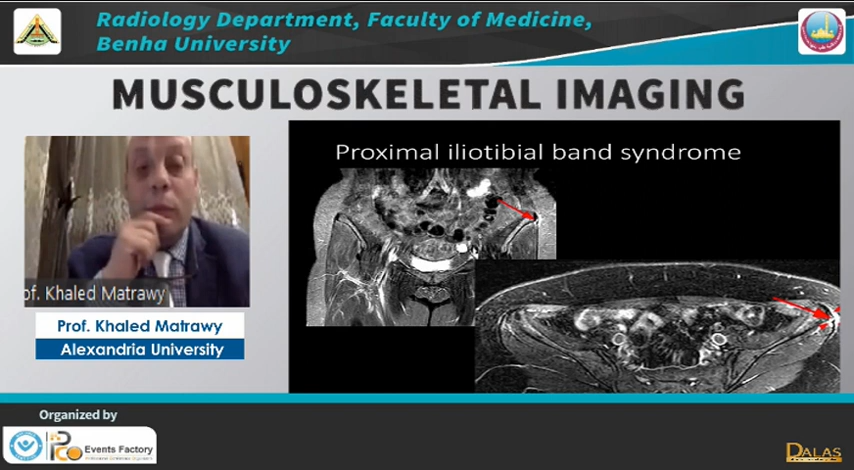 Radiology Department, Faculty of Medicine,
Benha University
MUSCULOSKELETAL IMAGING
Proximal iliotibial band syndrome
of. Khaled Matrawy
Prof. Khaled Matrawy
Alexandria University
Organized by
Events Factory
DALAS